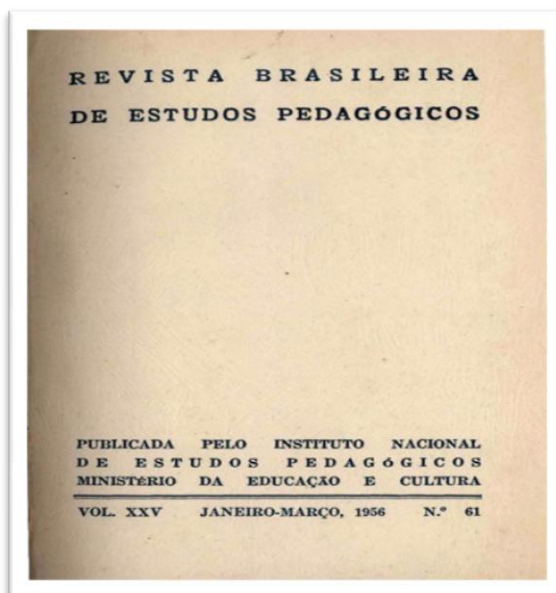 REVISTA BRASILEIRA
DE ESTUDOS PEDAGÓGICOS
PUBLICADA PELO INSTITUTO NACIONAL
DE ESTUDOS PEDAGÓGICOS
MINISTÉRIO DA EDUCAÇÃO E CULTURA
VOL. XXV JANEIRO-MARÇO, 1956 N.º 61